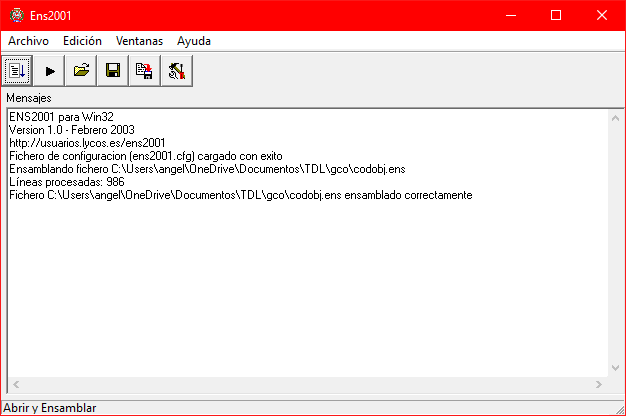 Ens2001
Archivo Edición Ventanas Ayuda
Mensajes
ENS2001 para Win32
Version 1.0 - Febrero 2003
http://usuarios.lycos.es/ens2001
Fichero de configuracion (ens2001.cfg) cargado con exito
Ensamblando fichero C:\Users\angel\OneDrive\Documentos\TDL\gco\codobj.ens
Líneas procesadas: 986
Fichero C:\Users\angel\OneDrive\Documentos\TDL\gco\codobj.ens ensamblado correctamente
Abrir y Ensamblar